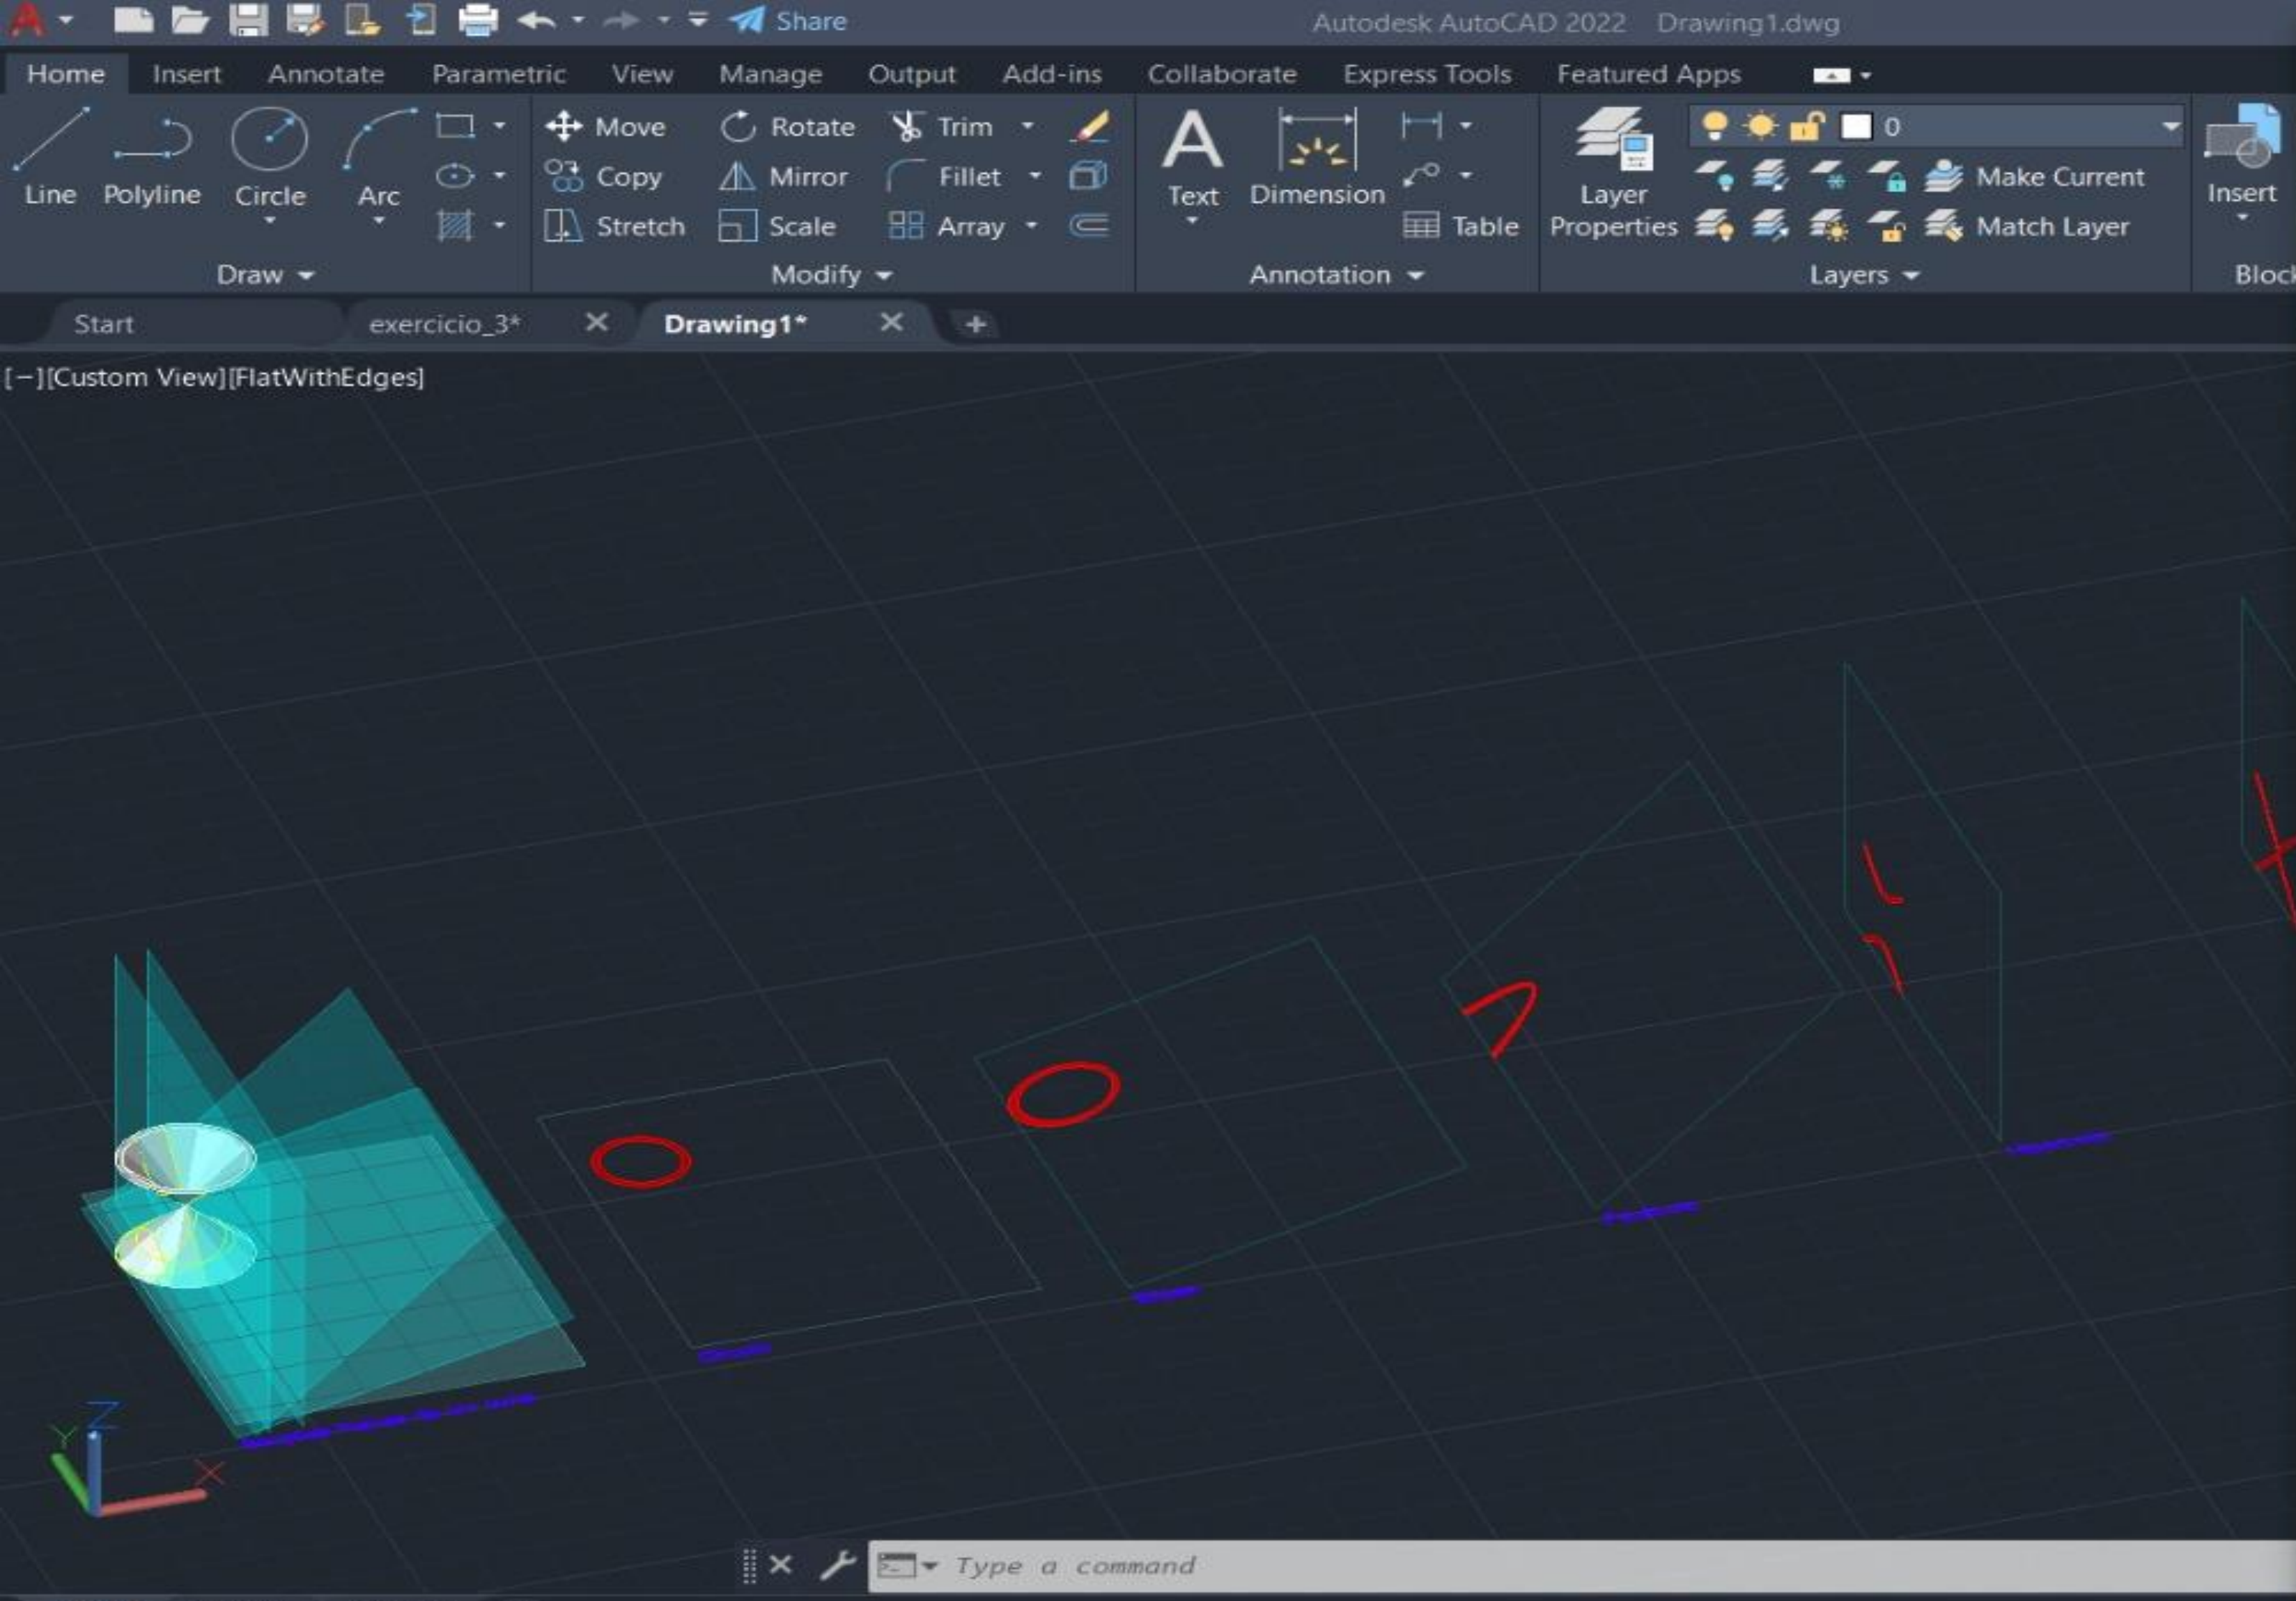 Share
Autodesk AutoCAD 2022 Drawing1.dwg
Home Insert Annotate Parametric View Manage Output Add-ins Collaborate Express Tools Featured Apps
Line Polyline Circle Arc
Move Rotate Trim
Copy Mirror Fillet
Stretch Scale Array
Text Dimension
Table
Layer Properties
0
Make Current
Match Layer
Insert
Draw Modify Annotation Layers
Start exercicio_3* Drawing1*
[−][Custom View][FlatWithEdges]
Z
Y
X
Type a command